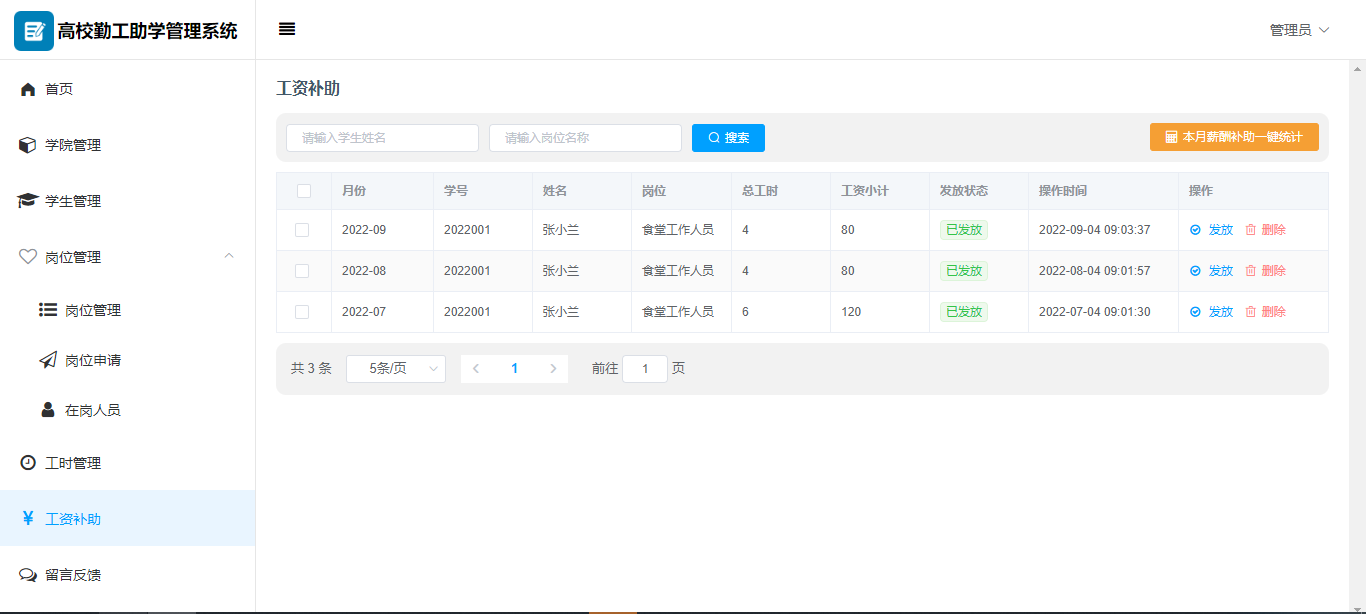 高校勤工助学管理系统
管理员
首页
学院管理
学生管理
岗位管理
岗位管理
岗位申请
在岗人员
工时管理
¥ 工资补助
留言反馈
工资补助
请输入学生姓名 请输入岗位名称 搜索 本月薪酬补助一键统计
月份 学号 姓名 岗位 总工时 工资小计 发放状态 操作时间 操作
2022-09 2022001 张小兰 食堂工作人员 4 80 已发放 2022-09-04 09:03:37 发放 删除
2022-08 2022001 张小兰 食堂工作人员 4 80 已发放 2022-08-04 09:01:57 发放 删除
2022-07 2022001 张小兰 食堂工作人员 6 120 已发放 2022-07-04 09:01:30 发放 删除
共 3 条 5条/页 1 前往 1 页